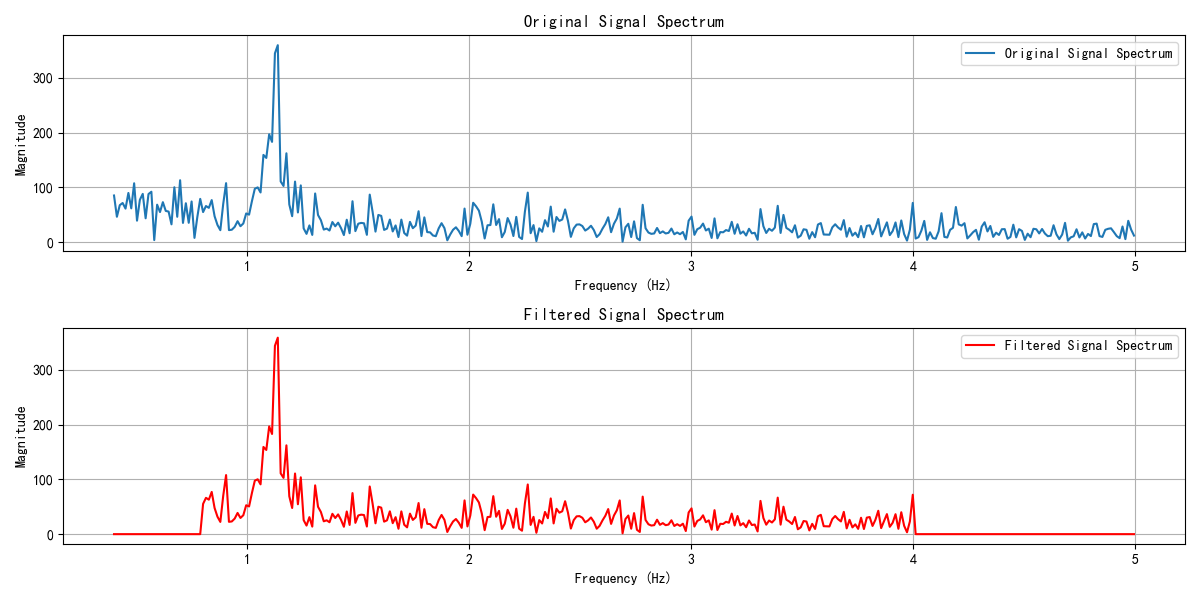 Original Signal Spectrum
Original Signal Spectrum
Magnitude
300
200
100
0
1 2 3 4 5
Frequency (Hz)
Filtered Signal Spectrum
Filtered Signal Spectrum
Magnitude
300
200
100
0
1 2 3 4 5
Frequency (Hz)